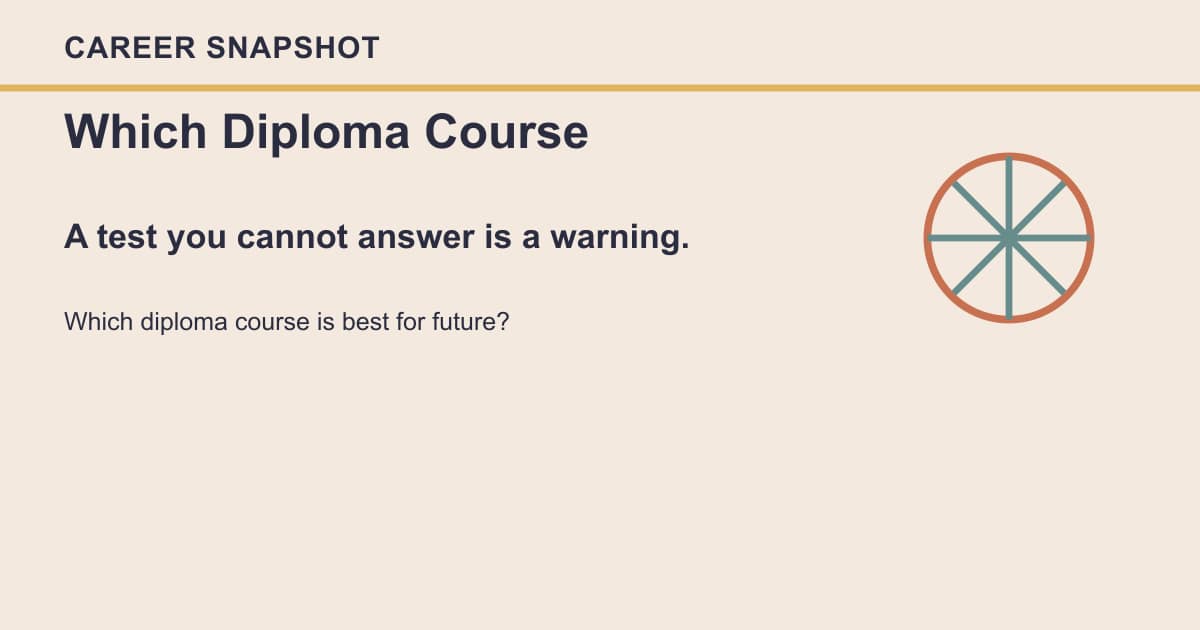 CAREER SNAPSHOT
Which Diploma Course
A test you cannot answer is a warning.
Which diploma course is best for future?